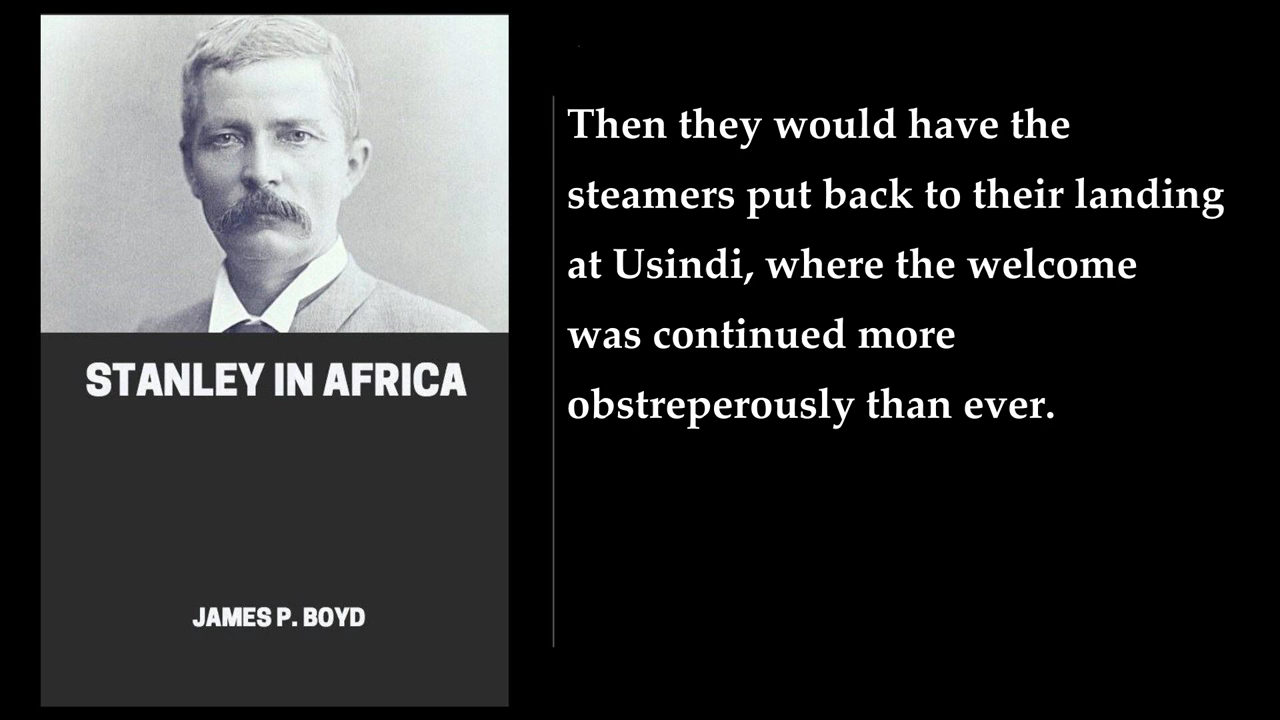 STANLEY IN AFRICA
JAMES P. BOYD
Then they would have the
steamers put back to their landing
at Usindi, where the welcome
was continued more
obstreperously than ever.